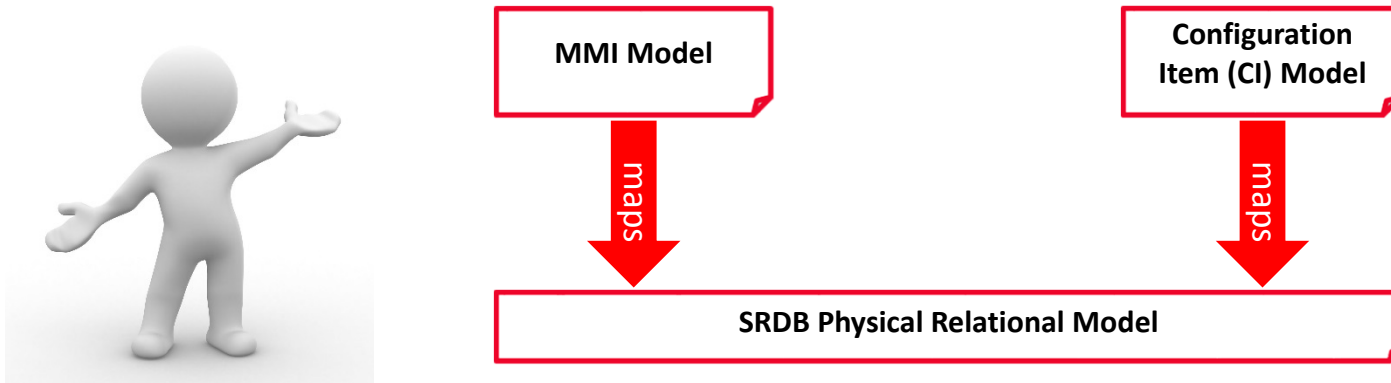 MMI Model
Configuration
Item (CI) Model
maps
maps
SRDB Physical Relational Model